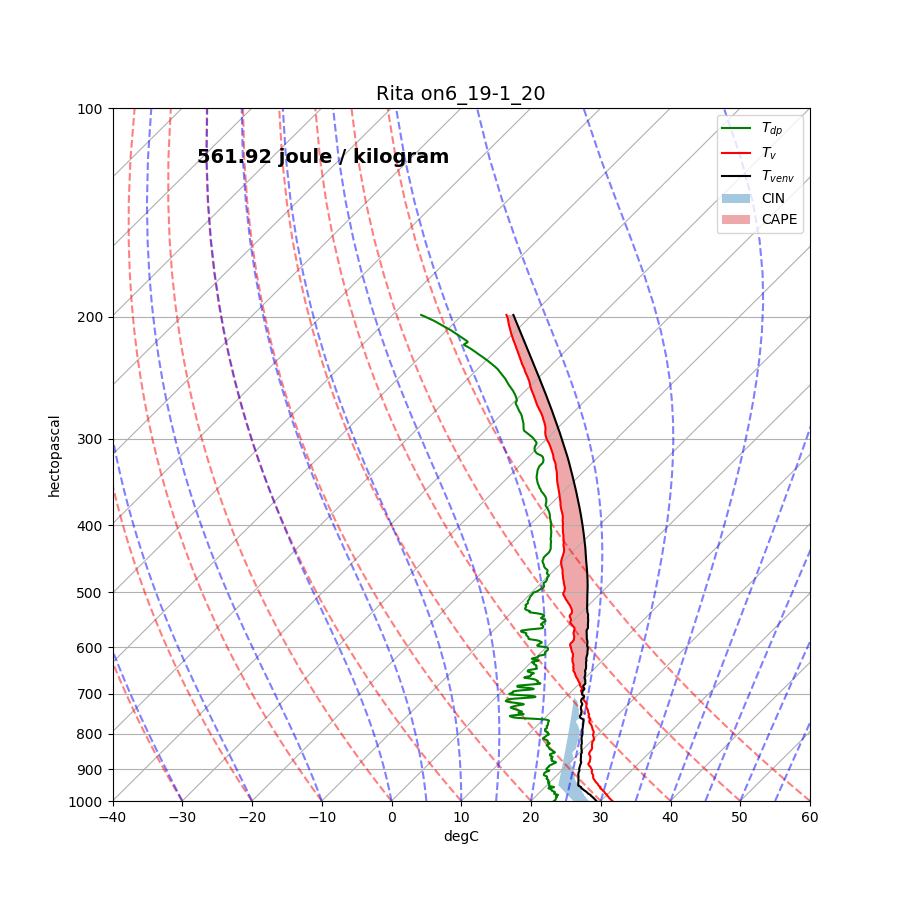 Rita on6_19-1_20
561.92 joule / kilogram
T_dp
T_v
T_venv
CIN
CAPE
hectopascal
100
200
300
400
500
600
700
800
900
1000
−40 −30 −20 −10 0 10 20 30 40 50 60
degC